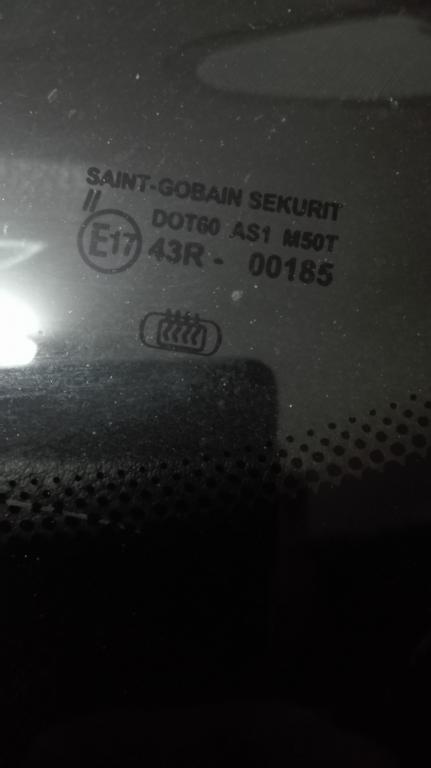 SAINT-GOBAIN SEKURIT
//
DOT60 AS1 M50T
E17 43R - 00185